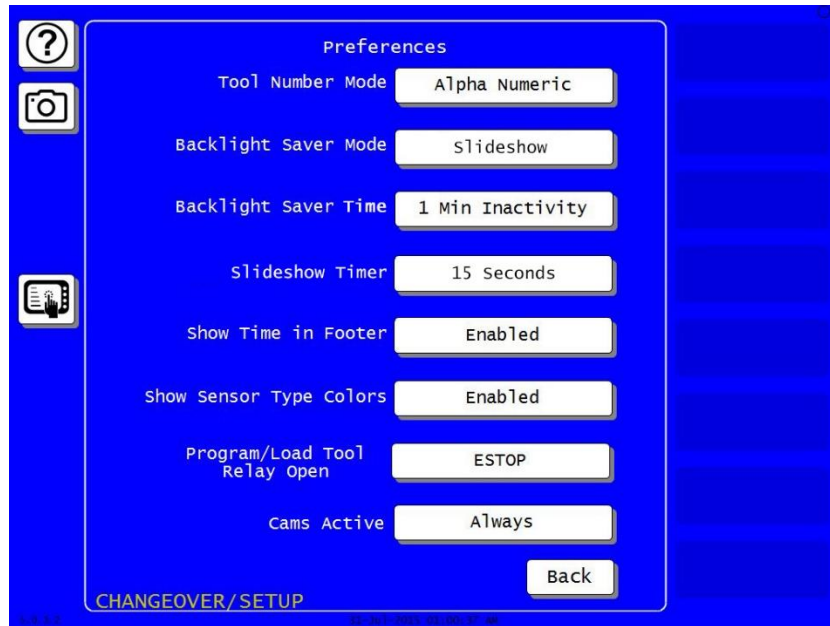 ?
Preferences
Tool Number Mode
Alpha Numeric
Backlight Saver Mode
Slideshow
Backlight Saver Time
1 Min Inactivity
Slideshow Timer
15 Seconds
Show Time in Footer
Enabled
Show Sensor Type Colors
Enabled
Program/Load Tool
Relay Open
ESTOP
Cams Active
Always
Back
CHANGEOVER/SETUP